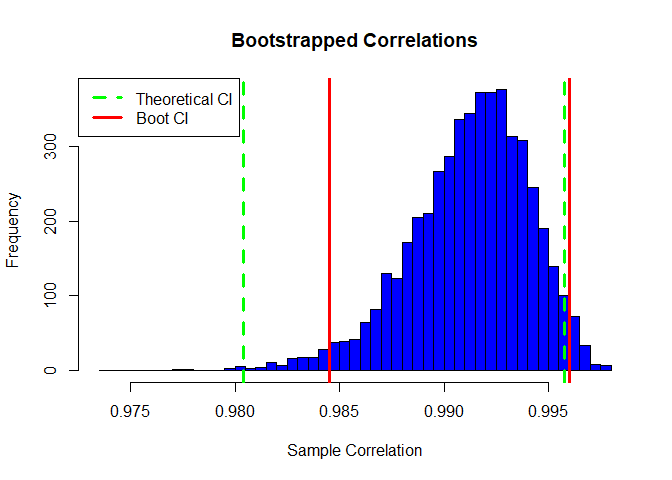 Bootstrapped Correlations
Theoretical CI
Boot CI
Frequency
300
200
100
0
0.975 0.980 0.985 0.990 0.995
Sample Correlation